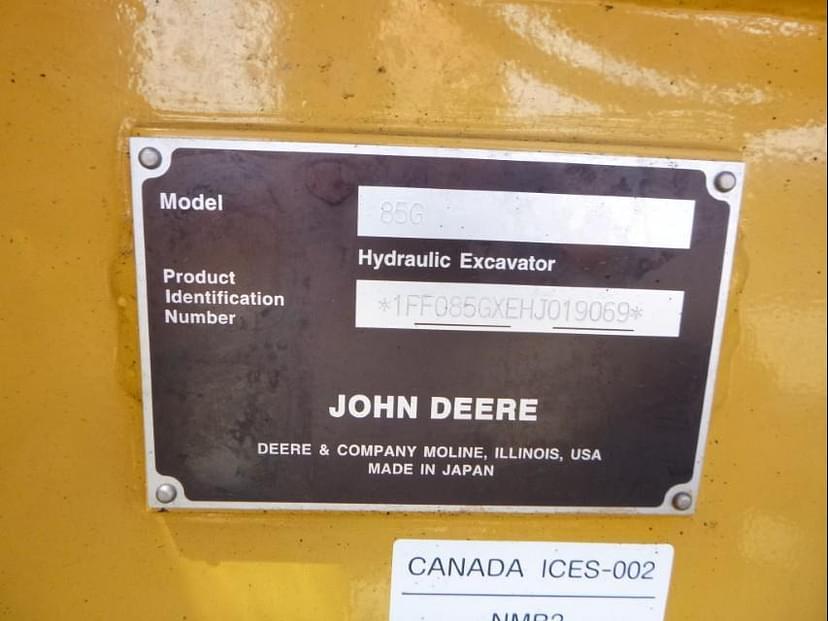 Model
85G
Hydraulic Excavator
Product
Identification
Number
*1FF085GXEHJ019069*
JOHN DEERE
DEERE & COMPANY MOLINE, ILLINOIS, USA
MADE IN JAPAN
CANADA ICES-002